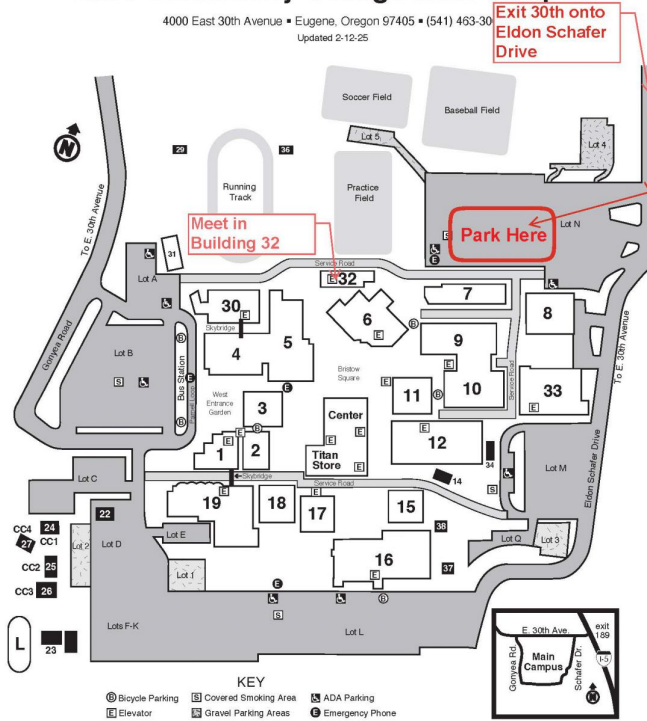 4000 East 30th Avenue ▪ Eugene, Oregon 97405 ▪ (541) 463-30
Updated 2-12-25
Exit 30th onto
Eldon Schafer
Drive
Soccer Field
Baseball Field
Lot 5
Lot 4
N
29
36
Running
Track
Practice
Field
To E. 30th Avenue
Meet in
Building 32
S
Park Here
Lot N
E
31
Lot A
Service Road
E 32
7
30
E
Skybridge
6
E
B
8
Gonyea Road
Lot B
B
Bus Station
E
S
B
4
5
E
9
E
Service Road
To E. 30th Avenue
Bristow
Square
E
11
B
10
33
E
West
Entrance
Garden
3
B
Center
E
E
E
Titan
Store
E
12
34
1
E
E
2
Skybridge
Service Road
14
S
Lot M
Eldon Schafer Drive
Lot C
19
E
18
E
17
15
22
CC4
24
CC1
27
Lot 2
Lot D
Lot E
38
Lot Q
Lot 3
CC2
25
Lot 1
16
E
37
CC3
26
E
S
B
Lots F-K
Lot L
L
23
E. 30th Ave.
exit
189
Gonyea Rd.
Main
Campus
Schafer Dr.
I-5
N
KEY
B Bicycle Parking
S Covered Smoking Area
ADA Parking
E Elevator
Gravel Parking Areas
E Emergency Phone